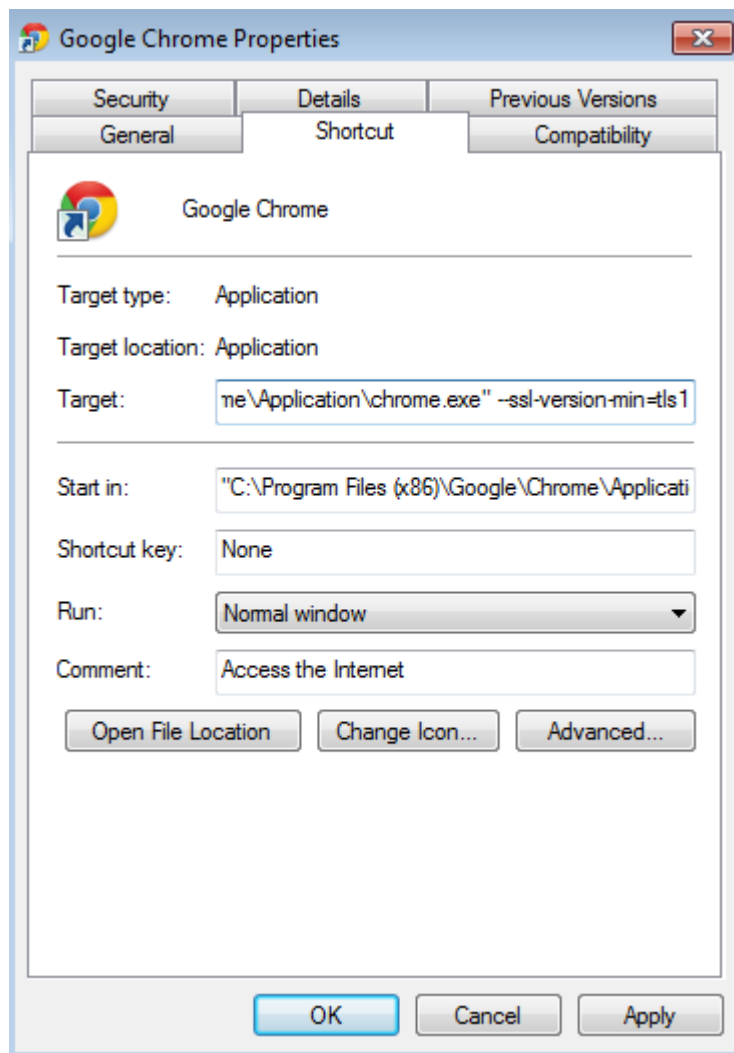 Google Chrome Properties
Security Details Previous Versions
General Shortcut Compatibility
Google Chrome
Target type: Application
Target location: Application
Target: me\Application\chrome.exe" --ssl-version-min=tls1
Start in: "C:\Program Files (x86)\Google\Chrome\Applicati
Shortcut key: None
Run: Normal window
Comment: Access the Internet
Open File Location Change Icon... Advanced...
OK Cancel Apply